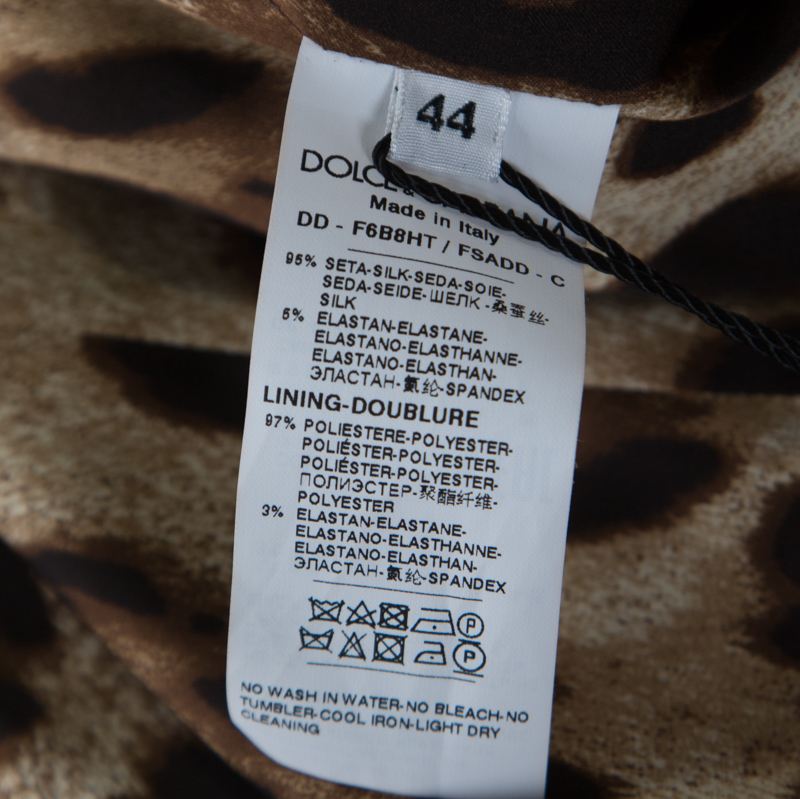 44
DOLCE & GABBANA
Made in Italy
DD - F6B8HT / FSADD - C
95% SETA-SILK-SEDA-SOIE-
SEDA-SEIDE-ШЕЛК-桑蚕丝-
SILK
5% ELASTAN-ELASTANE-
ELASTANO-ELASTHANNE-
ELASTANO-ELASTHAN-
ЭЛАСТАН-氨纶-SPANDEX
LINING-DOUBLURE
97% POLIESTERE-POLYESTER-
POLIÉSTER-POLYESTER-
POLIÉSTER-POLYESTER-
ПОЛИЭСТЕР-聚酯纤维-
POLYESTER
3% ELASTAN-ELASTANE-
ELASTANO-ELASTHANNE-
ELASTANO-ELASTHAN-
ЭЛАСТАН-氨纶-SPANDEX
P
P
NO WASH IN WATER-NO BLEACH-NO
TUMBLER-COOL IRON-LIGHT DRY
CLEANING